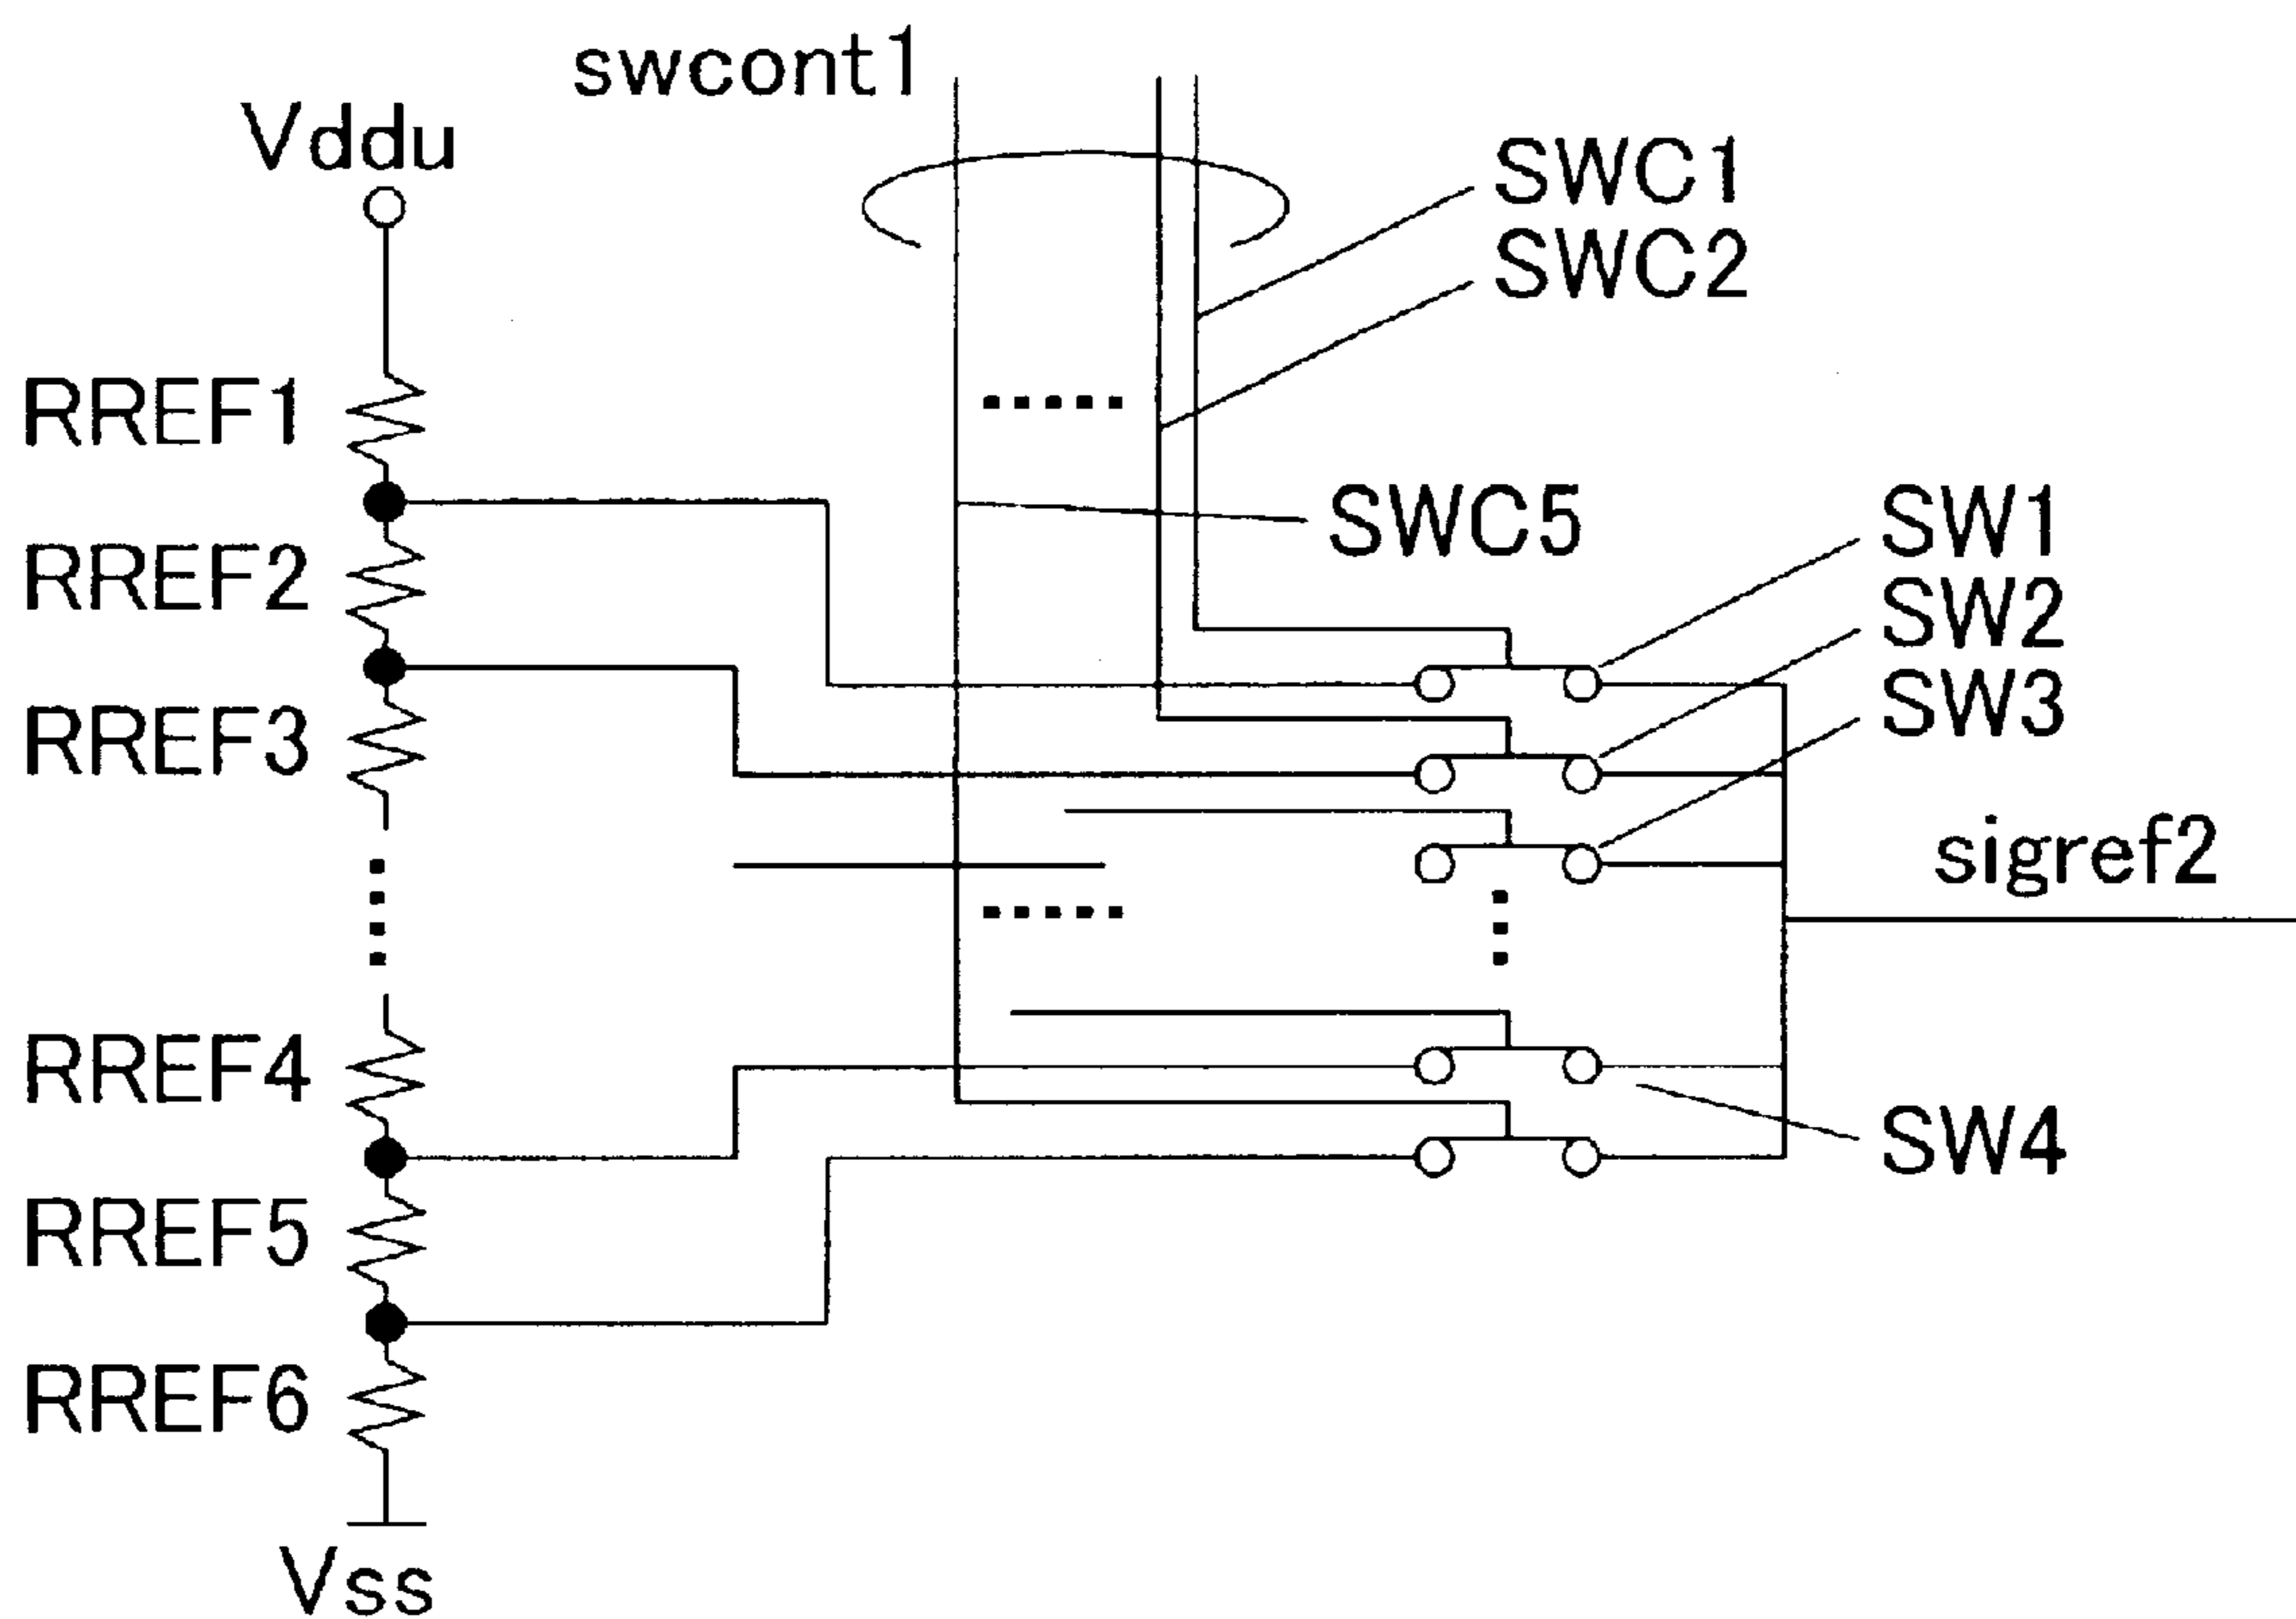 swcont1
Vddu
SWC1
SWC2
RREF1
SWC5
SW1
RREF2
SW2
SW3
RREF3
sigref2
RREF4
SW4
RREF5
RREF6
Vss